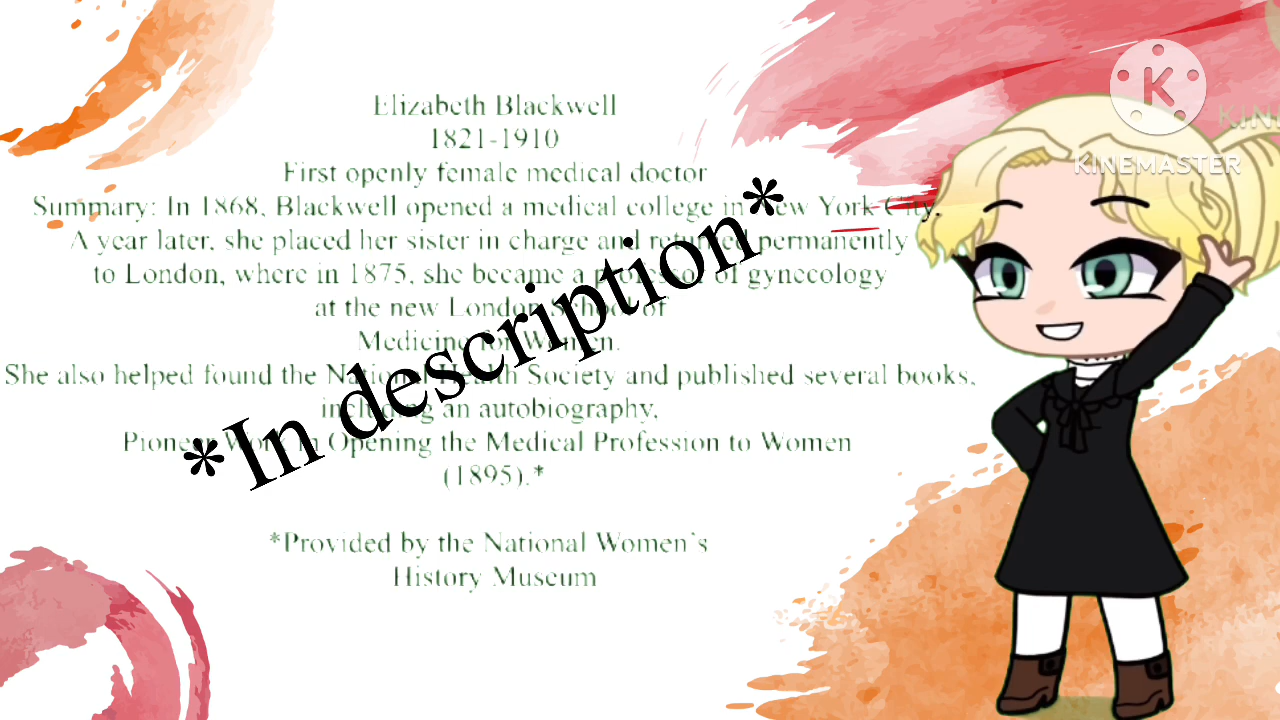 Elizabeth Blackwell
1821-1910
First openly female medical doctor
Summary: In 1868, Blackwell opened a medical college in New York City.
A year later, she placed her sister in charge and returned permanently
to London, where in 1875, she became a professor of gynecology
at the new London School of
Medicine for Women.
She also helped found the National Health Society and published several books,
including an autobiography,
Pioneer Work in Opening the Medical Profession to Women
(1895).*
*Provided by the National Women's
History Museum
*In description*
K
KINEMASTER